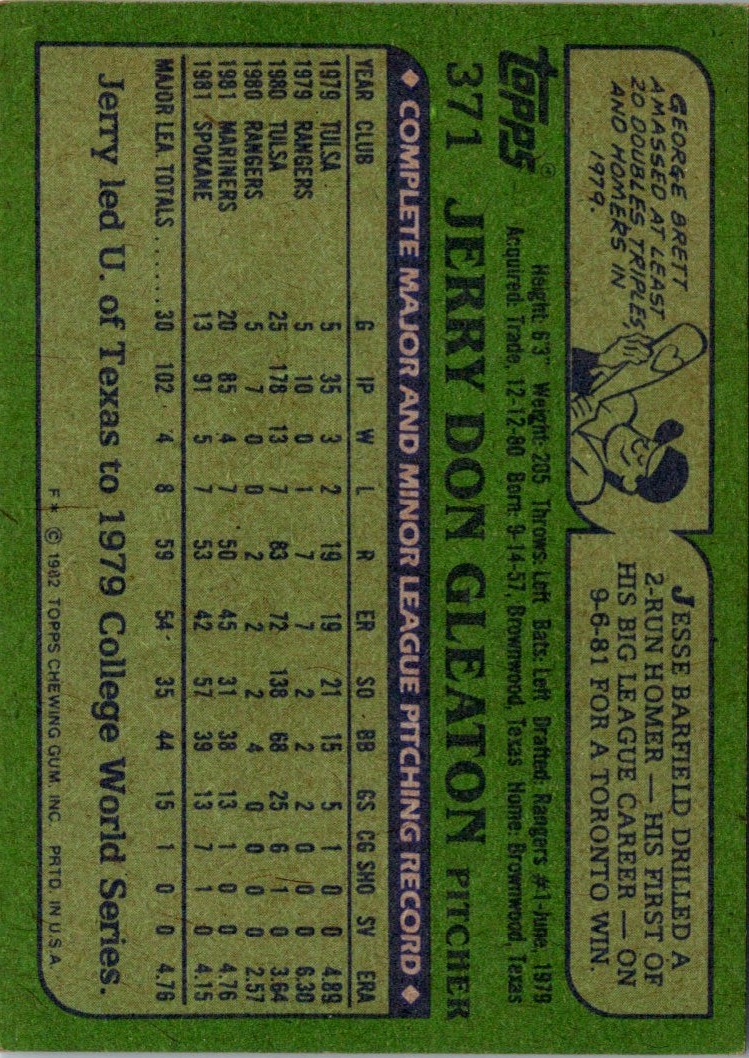 GEORGE BRETT
AMASSED AT LEAST
20 DOUBLES, TRIPLES,
AND HOMERS IN
1979.
JESSE BARFIELD DRILLED A
2-RUN HOMER — HIS FIRST OF
HIS BIG LEAGUE CAREER — ON
9-6-81 FOR A TORONTO WIN.
topps®
Height: 6'3" Weight: 205 Throws: Left Bats: Left Drafted: Rangers #1-June, 1979
Acquired: Trade, 12-12-80 Born: 9-14-57, Brownwood, Texas Home: Brownwood, Texas
371 JERRY DON GLEATON PITCHER
◆ COMPLETE MAJOR AND MINOR LEAGUE PITCHING RECORD ◆
YEAR CLUB G IP W L R ER SO BB GS CG SHO SV ERA
1979 TULSA 5 35 3 2 19 19 21 15 5 1 0 0 4.89
1979 RANGERS 5 10 0 1 7 7 2 2 2 0 0 0 6.30
1980 TULSA 25 178 13 7 83 72 138 68 25 6 1 0 3.64
1980 RANGERS 5 7 0 0 2 2 2 4 0 0 0 0 2.57
1981 MARINERS 20 85 4 7 50 45 31 38 13 1 0 0 4.76
1981 SPOKANE 13 91 5 7 53 42 57 39 13 7 1 0 4.15
MAJOR LEA. TOTALS ...... 30 102 4 8 59 54 35 44 15 1 0 0 4.76
Jerry led U. of Texas to 1979 College World Series.
F* © 1982 TOPPS CHEWING GUM, INC. PRTD. IN U.S.A.